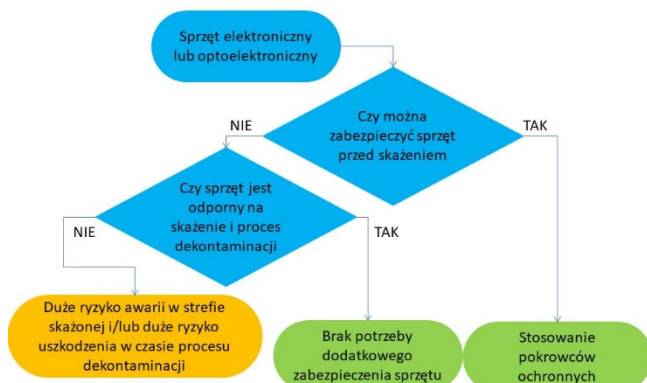 Sprzęt elektroniczny
lub optoelektroniczny
Czy można
zabezpieczyć sprzęt
przed skażeniem
NIE
TAK
Czy sprzęt jest
odporny na
skażenie i proces
dekontaminacji
NIE
TAK
Duże ryzyko awarii w strefie
skażonej i/lub duże ryzyko
uszkodzenia w czasie procesu
dekontaminacji
Brak potrzeby
dodatkowego
zabezpieczenia sprzętu
Stosowanie
pokrowców
ochronnych